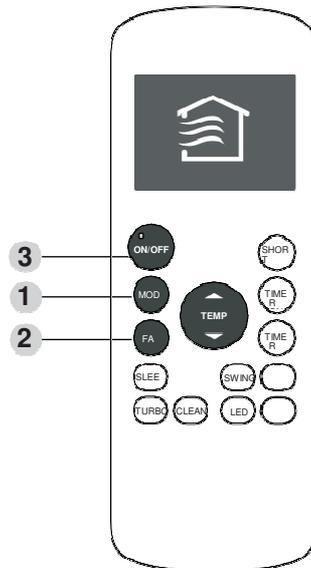 ON/OFF
SHOR
T
3
MOD
TIME
R
1
TEMP
FA
TIME
R
2
SLEE
SWING
TURBO
CLEAN
LED